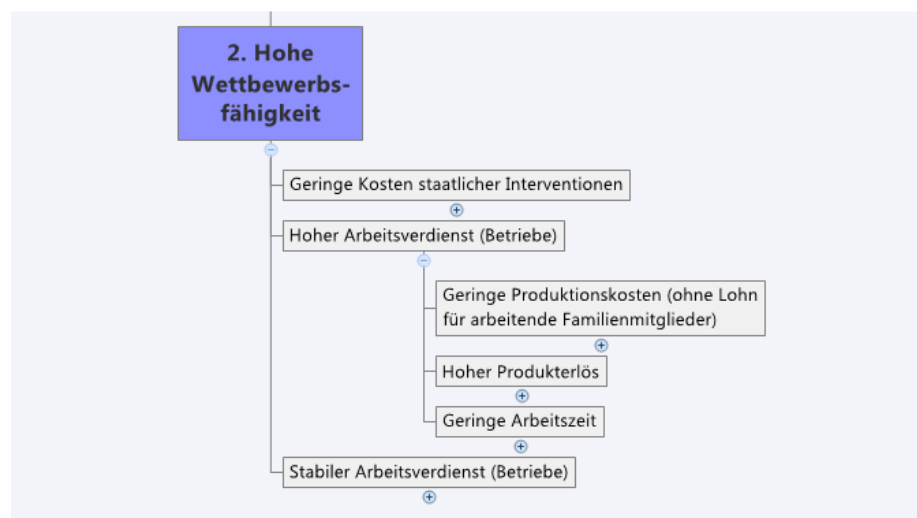 2. Hohe
Wettbewerbs-
fähigkeit
Geringe Kosten staatlicher Interventionen
Hoher Arbeitsverdienst (Betriebe)
Geringe Produktionskosten (ohne Lohn
für arbeitende Familienmitglieder)
Hoher Produkterlös
Geringe Arbeitszeit
Stabiler Arbeitsverdienst (Betriebe)